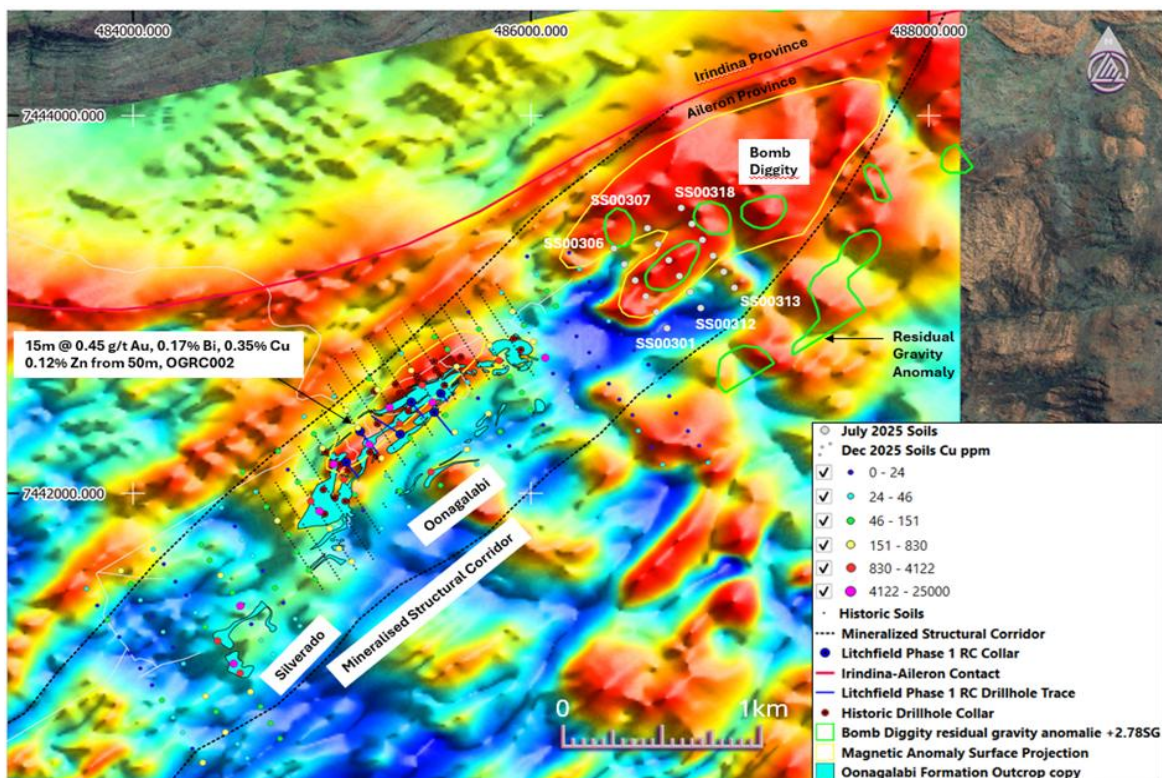 484000.000
486000.000
488000.000
Irindina Province
Aileron Province
7444000.000
Bomb
Diggity
SS00307
SS00318
SS00306
SS00313
SS00312
SS00301
15m @ 0.45 g/t Au, 0.17% Bi, 0.35% Cu
0.12% Zn from 50m, OGRC002
Residual
Gravity
Anomaly
7442000.000
Oonagalabi
Mineralised Structural Corridor
Silverado
0
1km
July 2025 Soils
Dec 2025 Soils Cu ppm
0 - 24
24 - 46
46 - 151
151 - 830
830 - 4122
4122 - 25000
Historic Soils
Mineralized Structural Corridor
Litchfield Phase 1 RC Collar
Irindina-Aileron Contact
Litchfield Phase 1 RC Drillhole Trace
Historic Drillhole Collar
Bomb Diggity residual gravity anomalie +2.78SG
Magnetic Anomaly Surface Projection
Oonagalabi Formation Outcrop copy